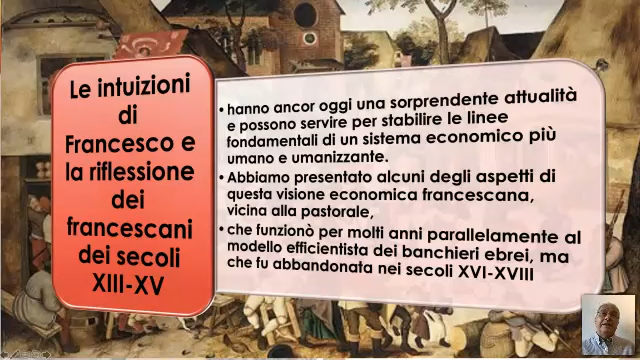 Le intuizioni
di
Francesco e
la riflessione
dei
francescani
dei secoli
XIII-XV
• hanno ancor oggi una sorprendente attualità
e possono servire per stabilire le linee
fondamentali di un sistema economico più
umano e umanizzante.
• Abbiamo presentato alcuni degli aspetti di
questa visione economica francescana,
vicina alla pastorale,
• che funzionò per molti anni parallelamente al
modello efficientista dei banchieri ebrei, ma
che fu abbandonata nei secoli XVI-XVIII